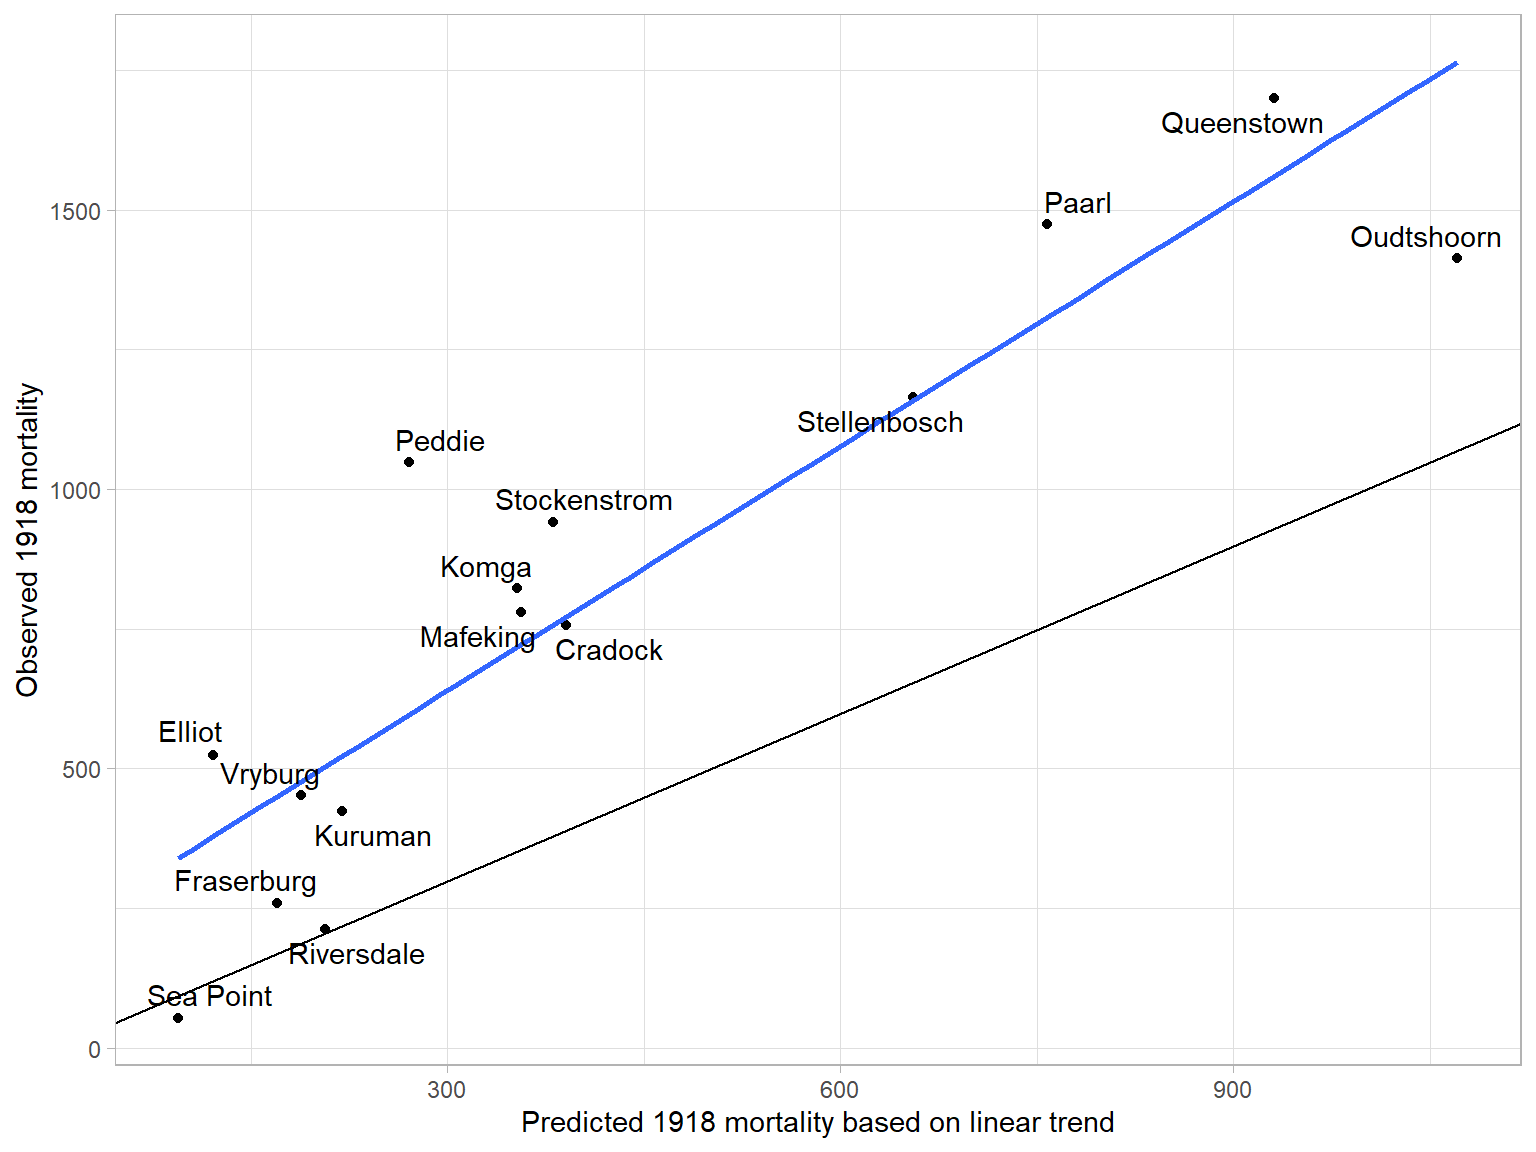 Queenstown
Paarl
1500
Oudtshoorn
Stellenbosch
Peddie
1000
Stockenstrom
Komga
Mafeking
Cradock
Elliot
500
Vryburg
Kuruman
Fraserburg
Riversdale
Sea Point
0
300 600 900
Predicted 1918 mortality based on linear trend
Observed 1918 mortality